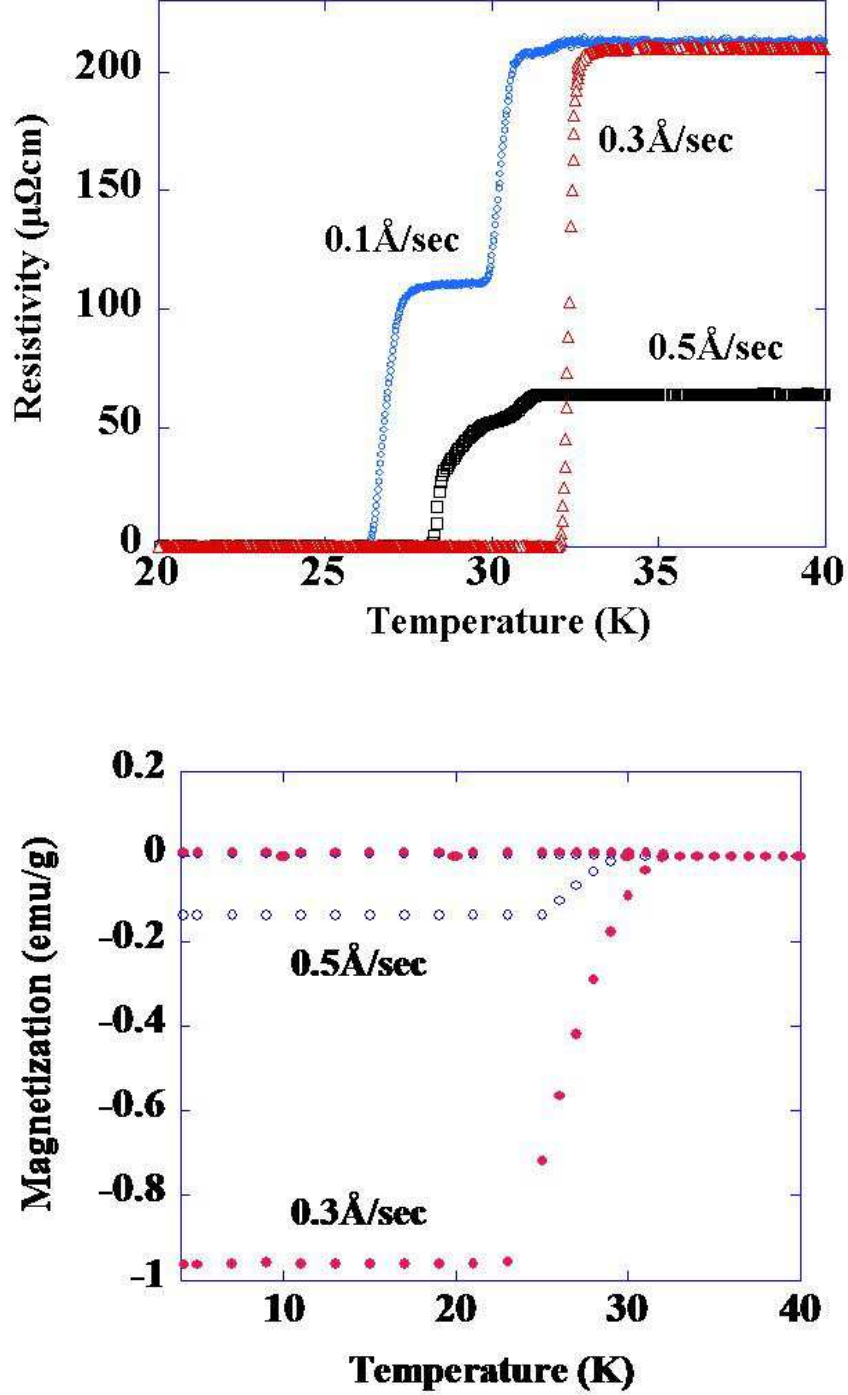 200
150
100
50
0
Resistivity (μΩcm)
0.3Å/sec
0.1Å/sec
0.5Å/sec
20 25 30 35 40
Temperature (K)
0.2
0
-0.2
-0.4
-0.6
-0.8
-1
Magnetization (emu/g)
0.5Å/sec
0.3Å/sec
10 20 30 40
Temperature (K)